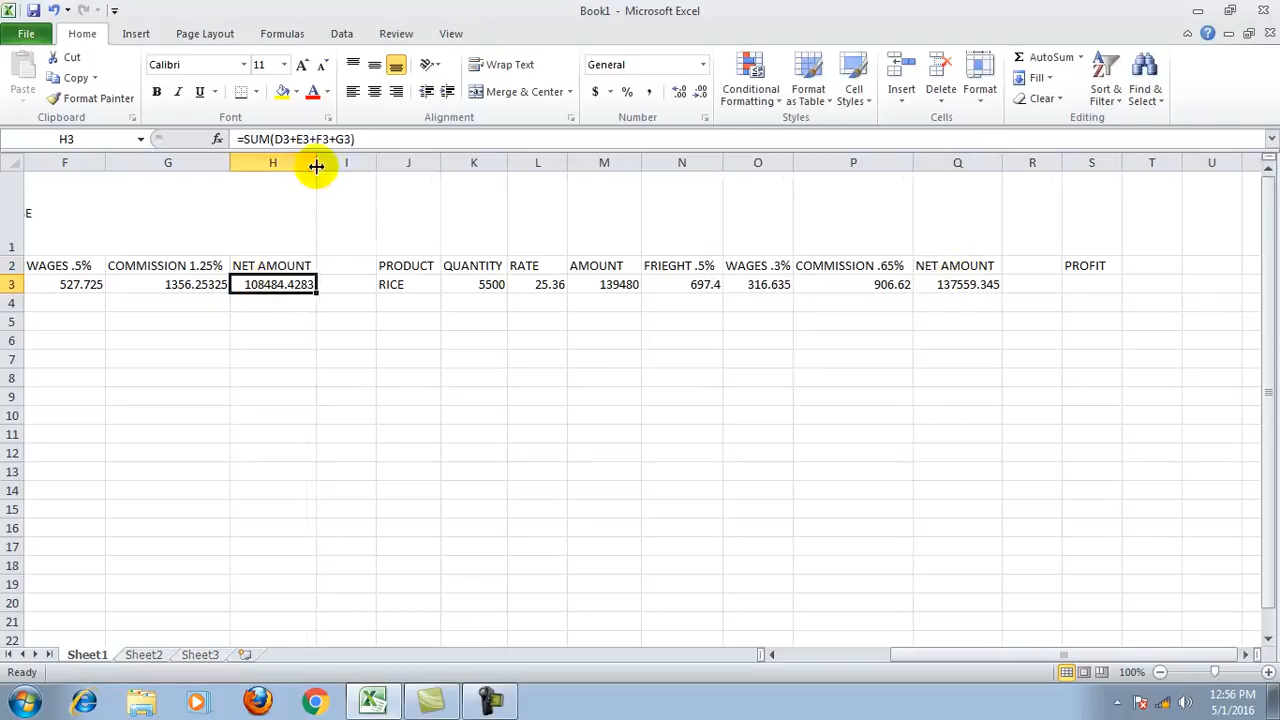 Book1 - Microsoft Excel
File Home Insert Page Layout Formulas Data Review View
Paste
Cut
Copy
Format Painter
Clipboard
Calibri 11
B I U
Font
Wrap Text
Merge & Center
Alignment
General
$ % ,
Number
Conditional Formatting
Format as Table
Cell Styles
Styles
Insert
Delete
Format
Cells
Σ AutoSum
Fill
Clear
Sort & Filter
Find & Select
Editing
H3 fx =SUM(D3+E3+F3+G3)
F G H I J K L M N O P Q R S T U
1 E
2 WAGES .5% COMMISSION 1.25% NET AMOUNT PRODUCT QUANTITY RATE AMOUNT FRIEGHT .5% WAGES .3% COMMISSION .65% NET AMOUNT PROFIT
3 527.725 1356.25325 108484.4283 RICE 5500 25.36 139480 697.4 316.635 906.62 137559.345
4
5
6
7
8
9
10
11
12
13
14
15
16
17
18
19
20
21
22
Sheet1 Sheet2 Sheet3
Ready 100%
12:56 PM
5/1/2016